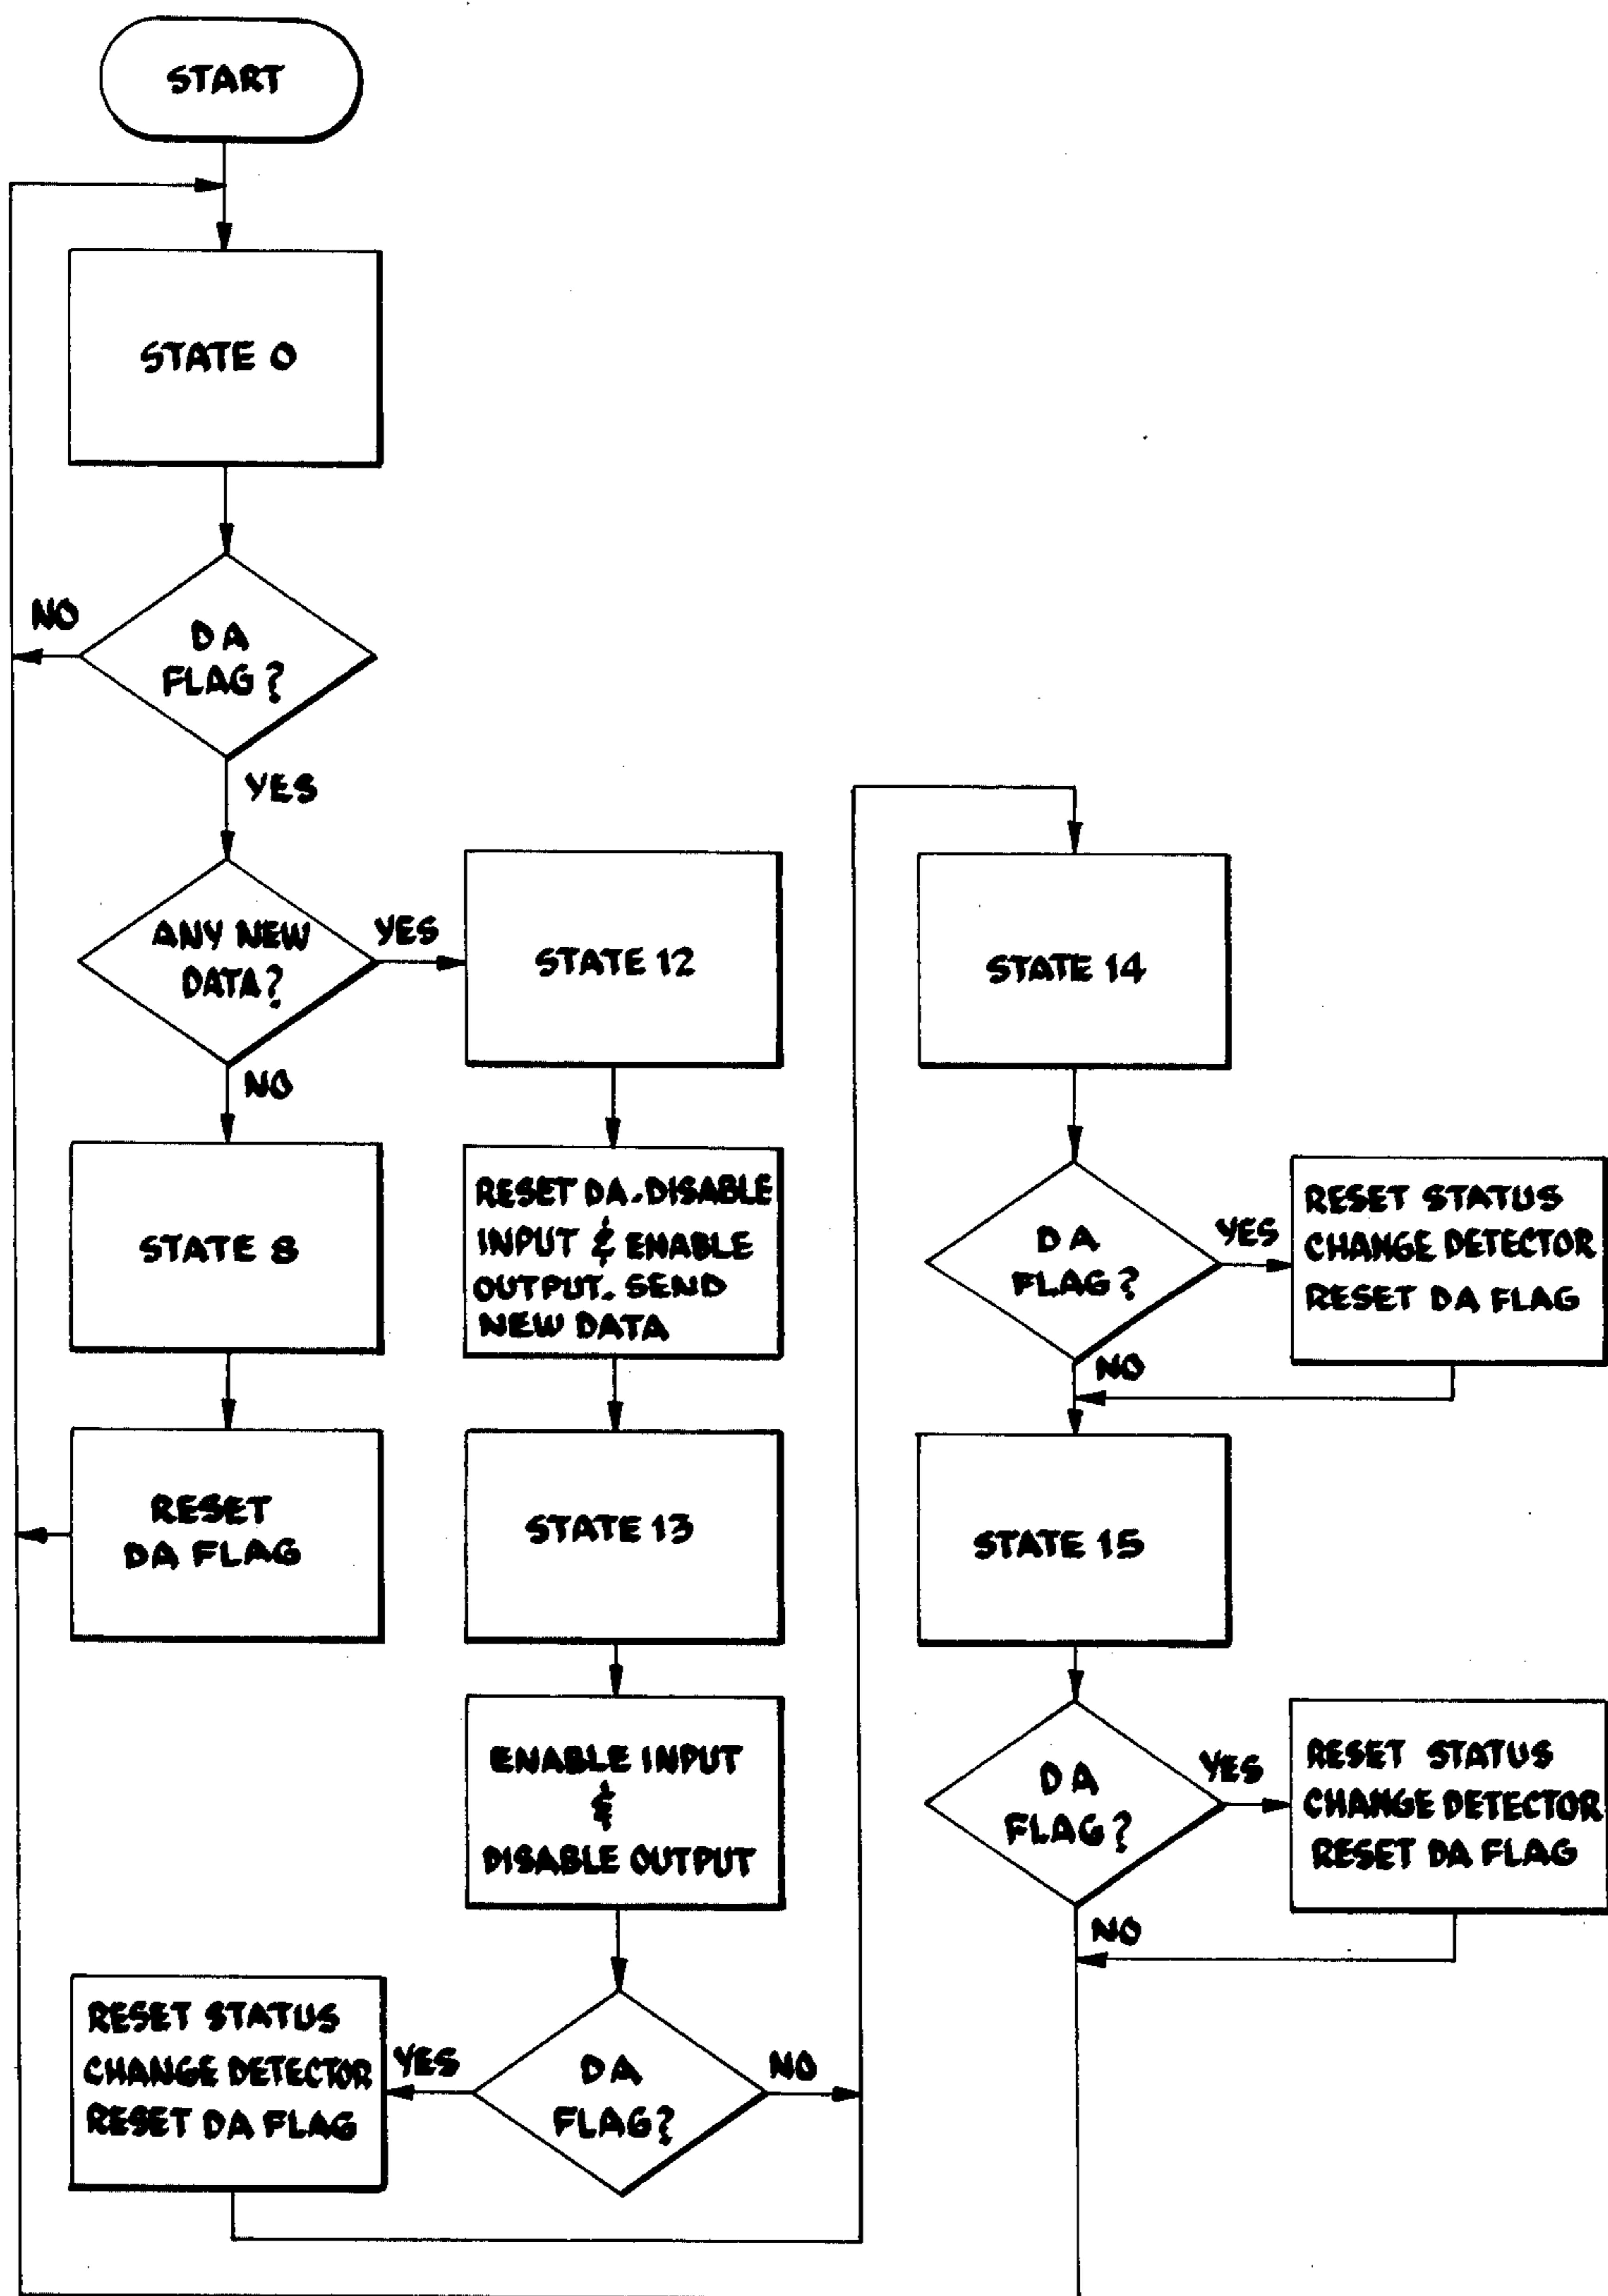 START
STATE 0
DA
FLAG?
NO
YES
ANY NEW
DATA?
YES
NO
STATE 8
RESET
DA FLAG
STATE 12
RESET DA. DISABLE
INPUT & ENABLE
OUTPUT. SEND
NEW DATA
STATE 13
ENABLE INPUT
&
DISABLE OUTPUT
DA
FLAG?
YES
NO
RESET STATUS
CHANGE DETECTOR
RESET DA FLAG
STATE 14
DA
FLAG?
YES
NO
RESET STATUS
CHANGE DETECTOR
RESET DA FLAG
STATE 15
DA
FLAG?
YES
NO
RESET STATUS
CHANGE DETECTOR
RESET DA FLAG